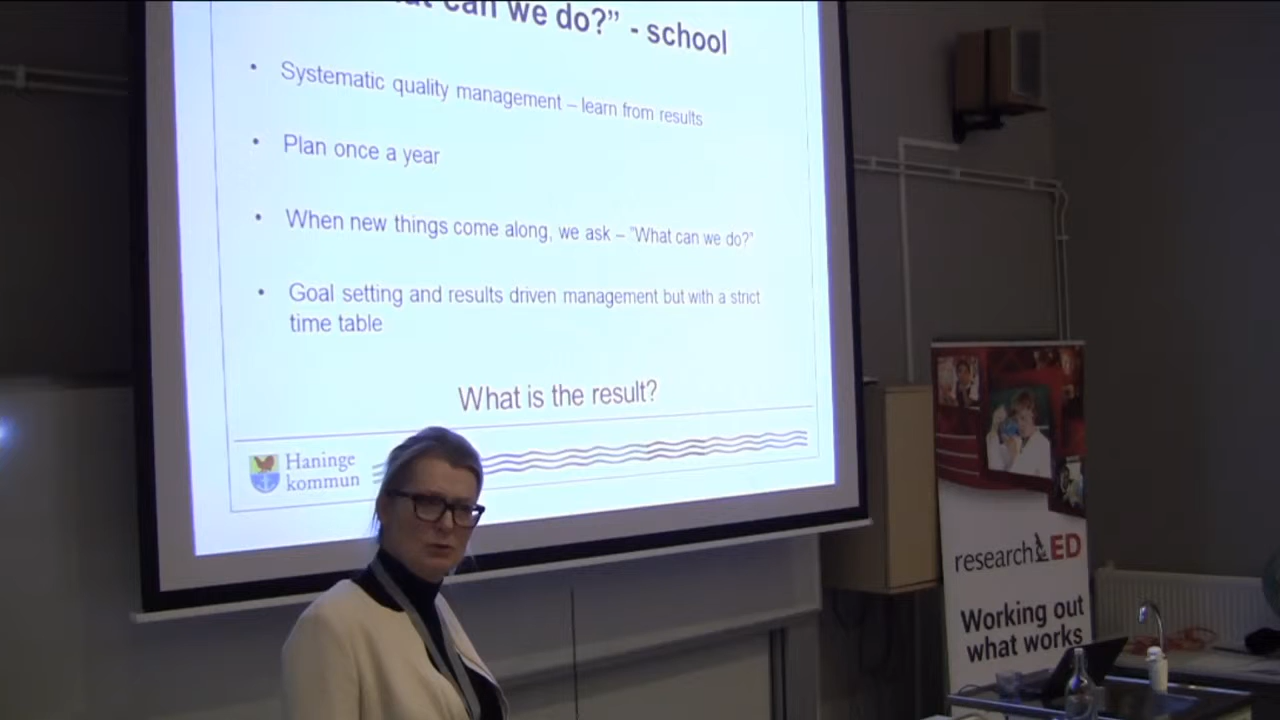 can we do?” - school
• Systematic quality management – learn from results
• Plan once a year
• When new things come along, we ask – ”What can we do?”
• Goal setting and results driven management but with a strict
time table
What is the result?
Haninge
kommun
researchED
Working out
what works